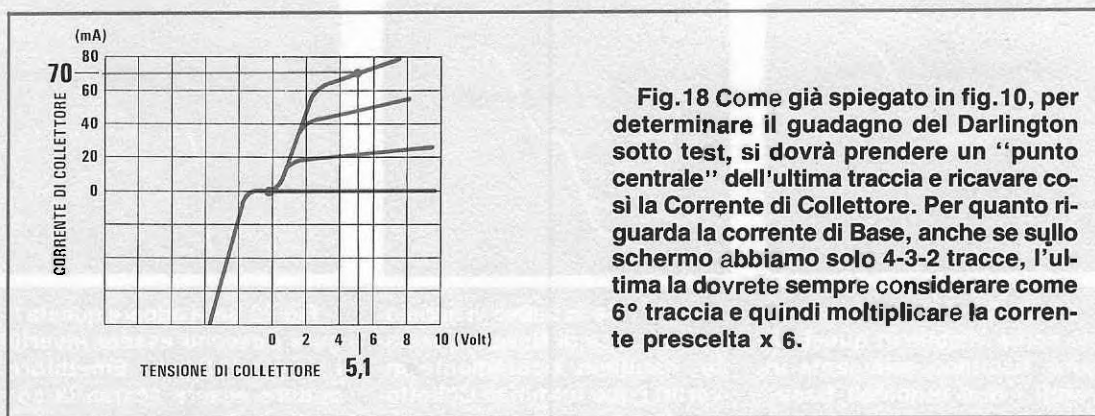 (mA)
80
70
60
40
20
0
CORRENTE DI COLLETTORE
0 2 4 6 8 10 (Volt)
TENSIONE DI COLLETTORE 5,1
Fig.18 Come già spiegato in fig.10, per
determinare il guadagno del Darlington
sotto test, si dovrà prendere un “punto
centrale” dell’ultima traccia e ricavare co-
sì la Corrente di Collettore. Per quanto ri-
guarda la corrente di Base, anche se sullo
schermo abbiamo solo 4-3-2 tracce, l’ul-
tima la dovrete sempre considerare come
6° traccia e quindi moltiplicare la corren-
te prescelta x 6.